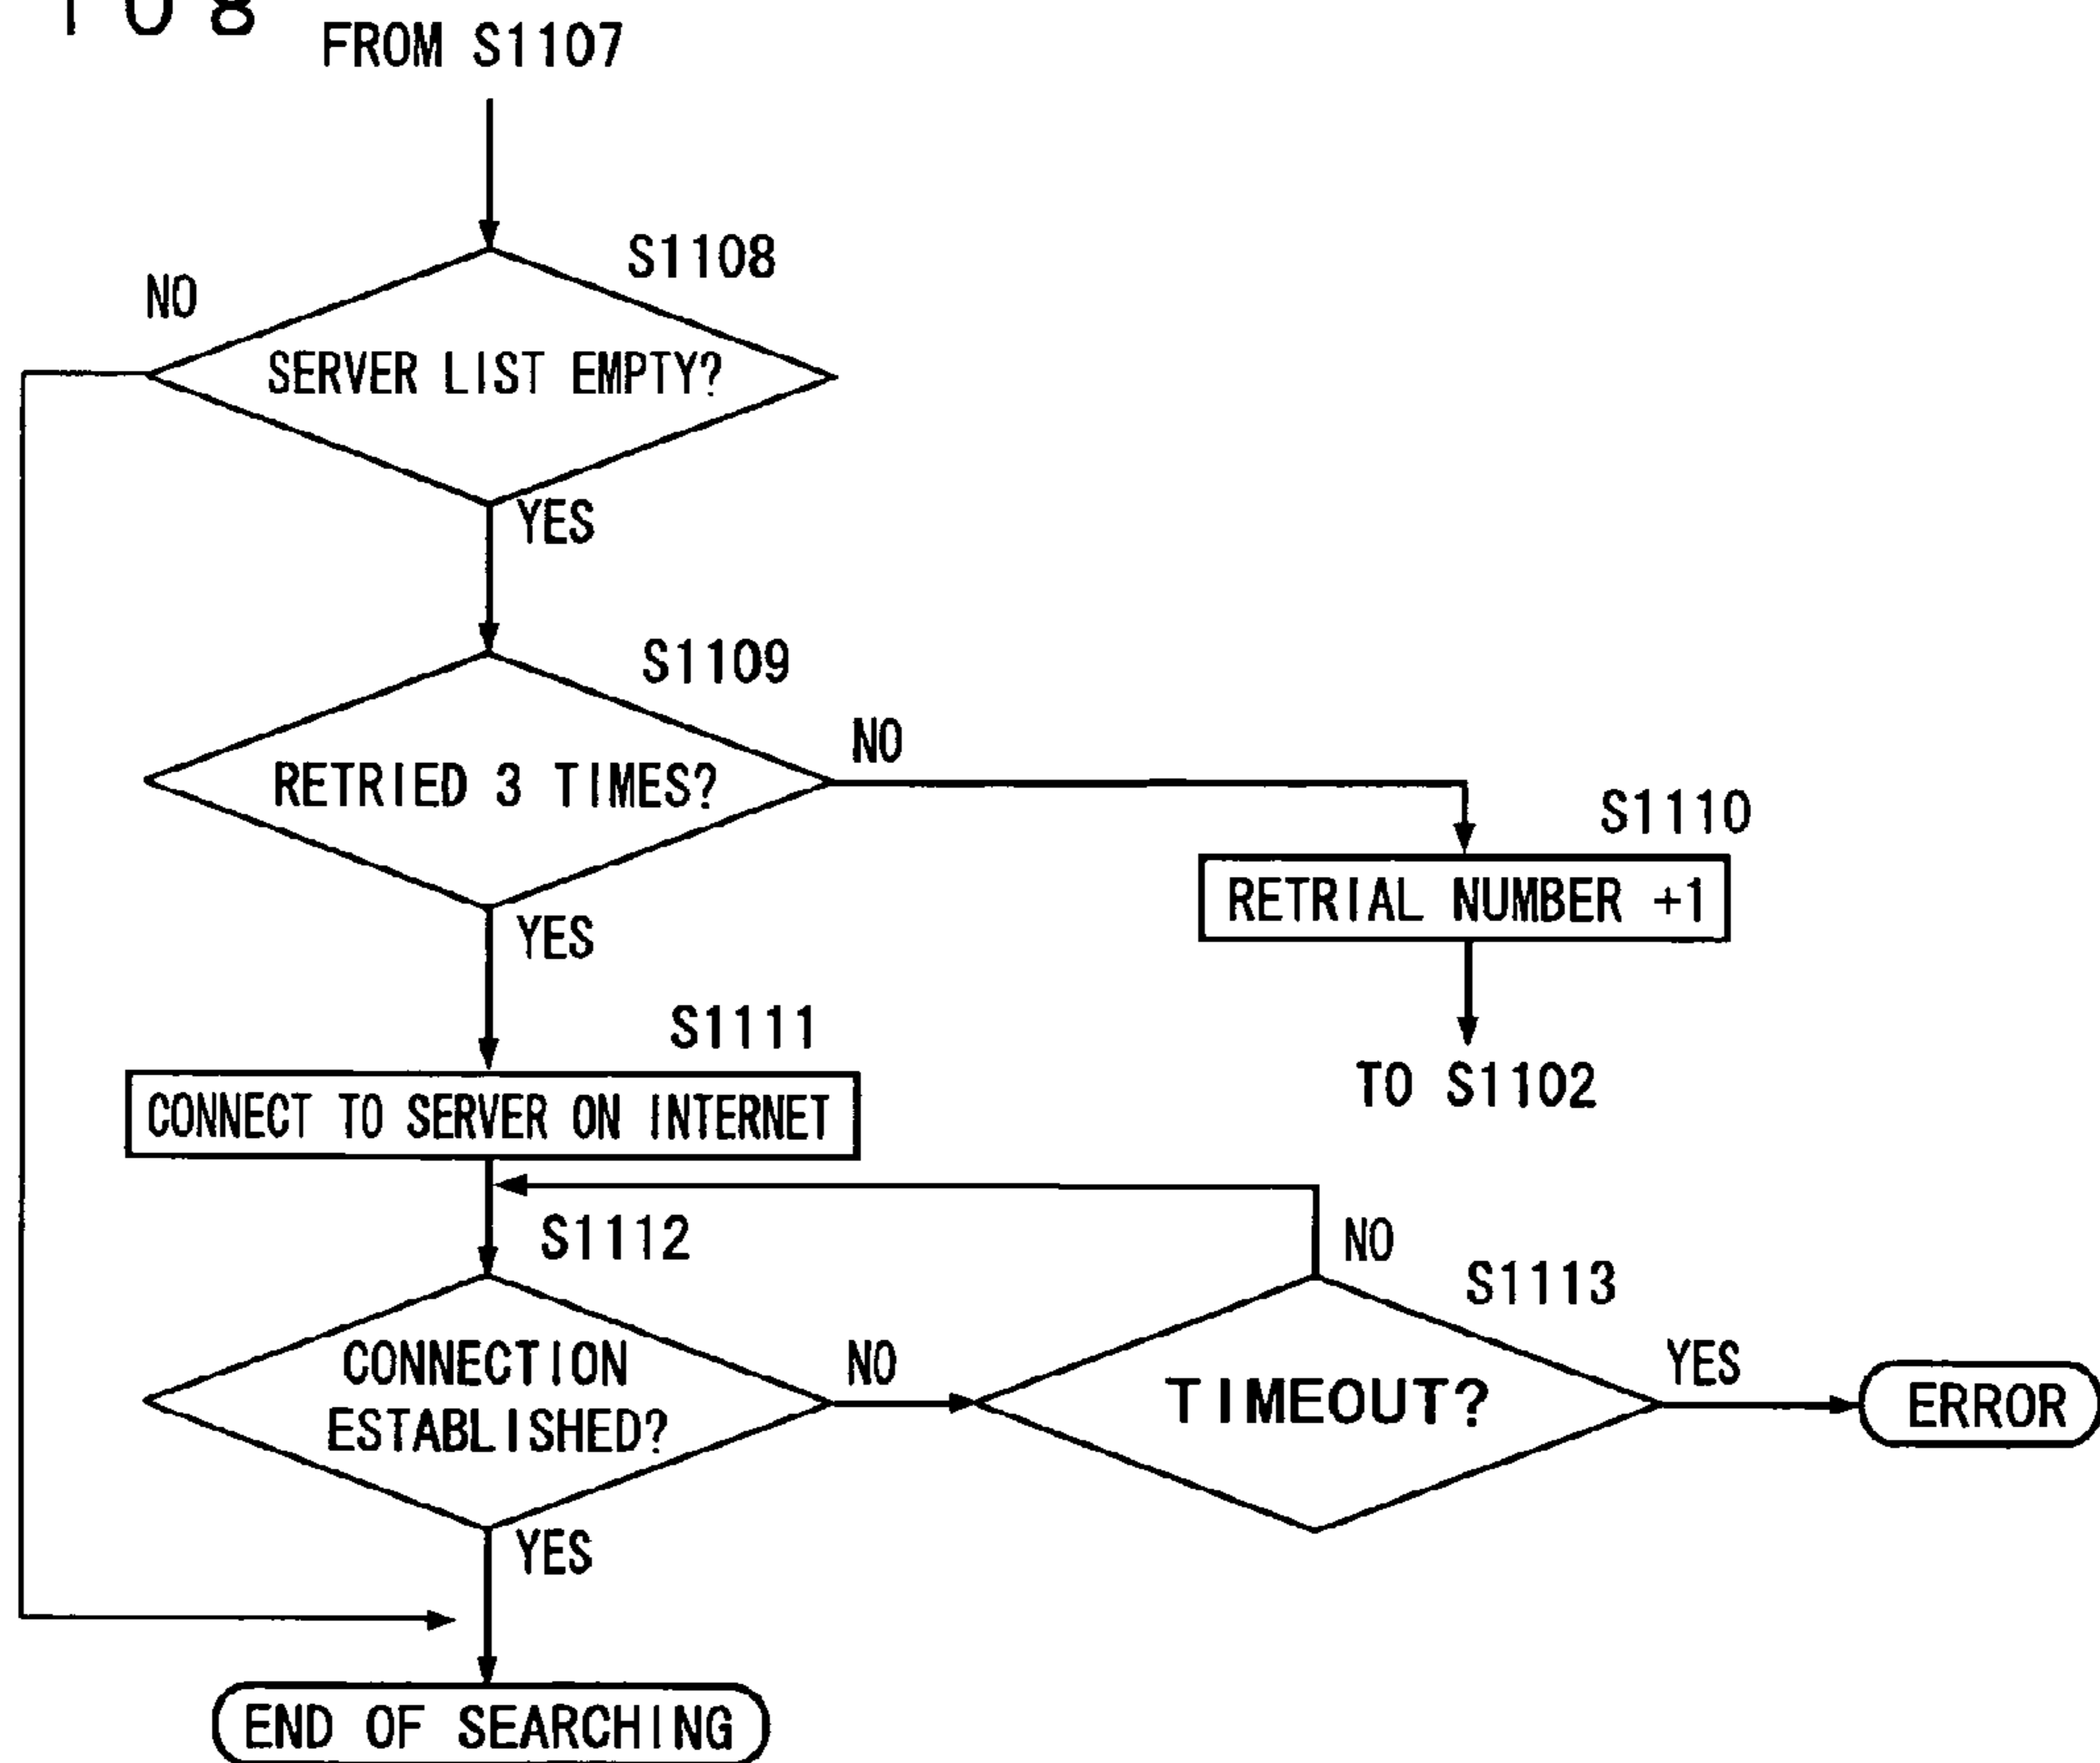 108
FROM S1107
S1108
NO
SERVER LIST EMPTY?
YES
S1109
NO
RETRIED 3 TIMES?
S1110
RETRIAL NUMBER +1
YES
S1111
TO S1102
CONNECT TO SERVER ON INTERNET
S1112
NO
S1113
CONNECTION
ESTABLISHED?
NO
TIMEOUT?
YES
ERROR
YES
END OF SEARCHING